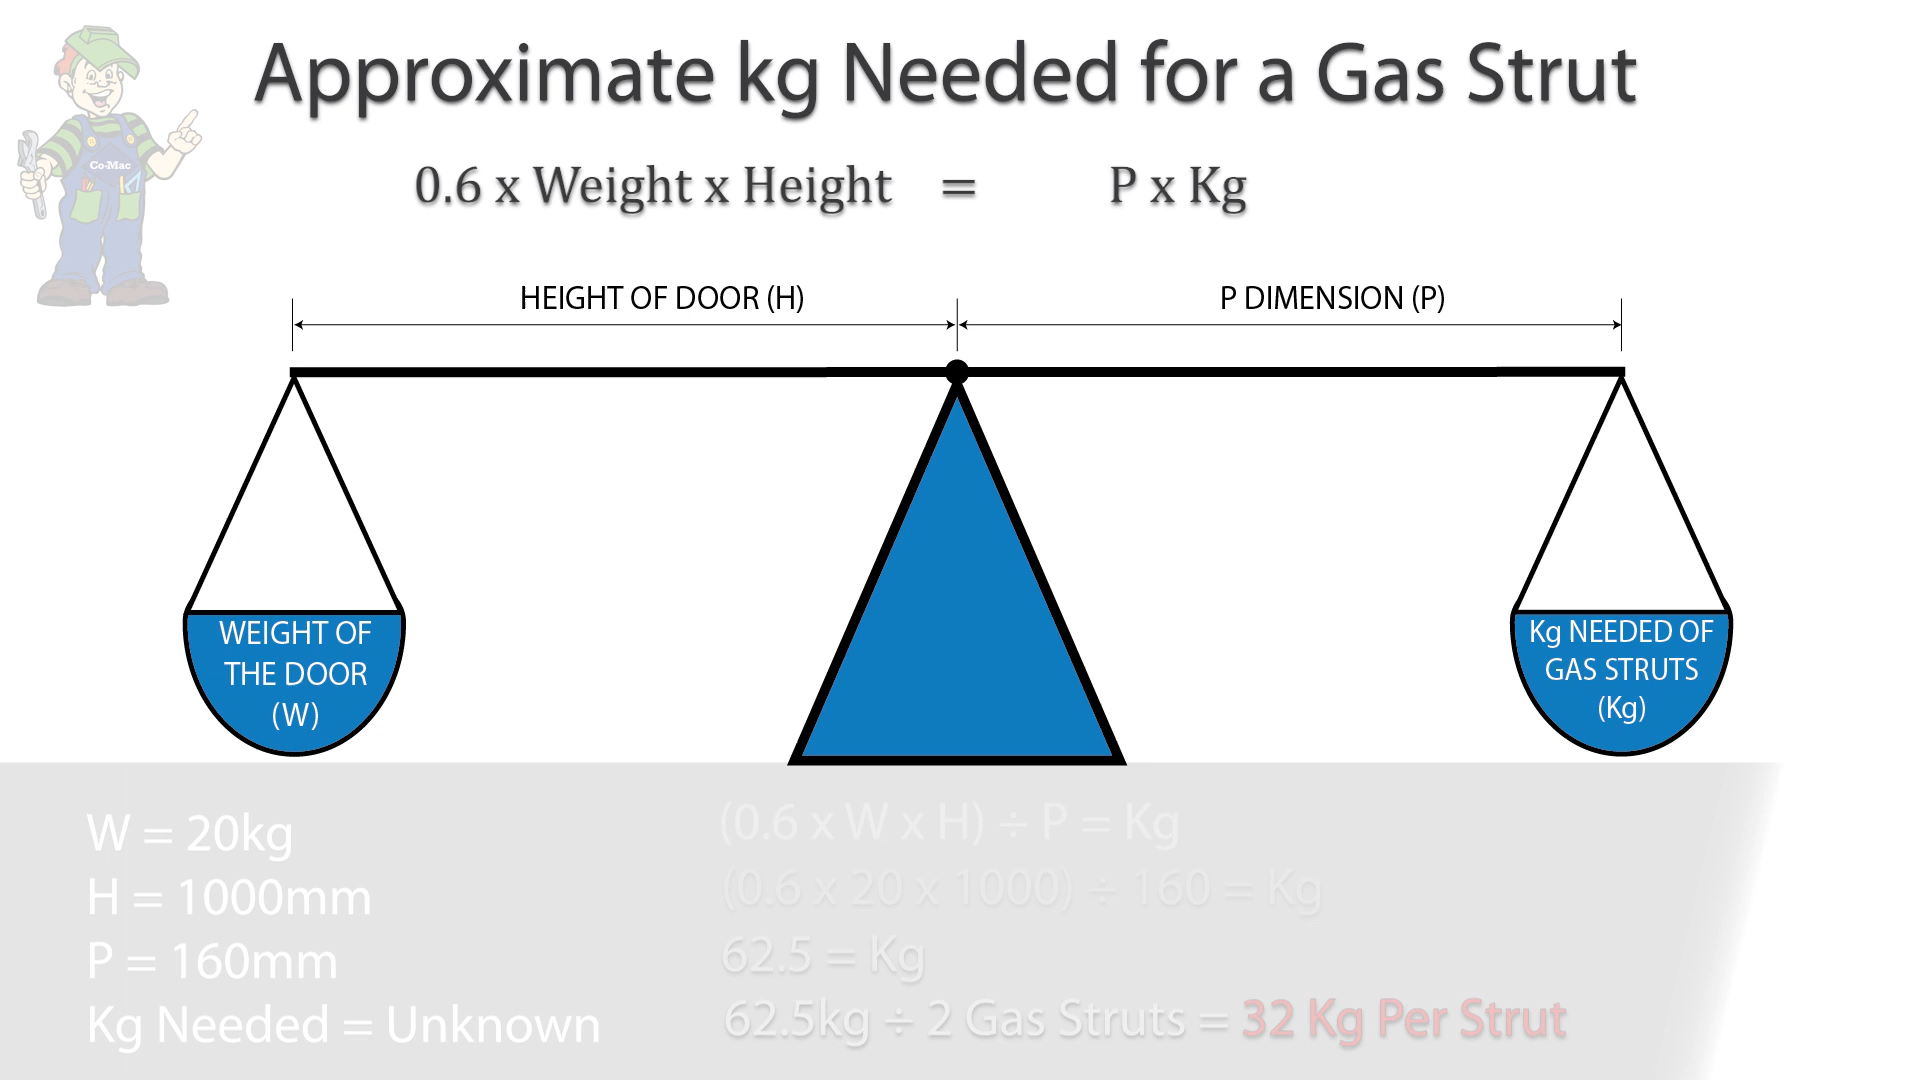 Approximate kg Needed for a Gas Strut
Co-Mac
0.6 x Weight x Height = P x Kg
HEIGHT OF DOOR (H)
P DIMENSION (P)
WEIGHT OF
THE DOOR
(W)
Kg NEEDED OF
GAS STRUTS
(Kg)
W = 20kg
H = 1000mm
P = 160mm
Kg Needed = Unknown
(0.6 x W x H) ÷ P = Kg
(0.6 x 20 x 1000) ÷ 160 = Kg
62.5 = Kg
62.5kg ÷ 2 Gas Struts = 32 Kg Per Strut